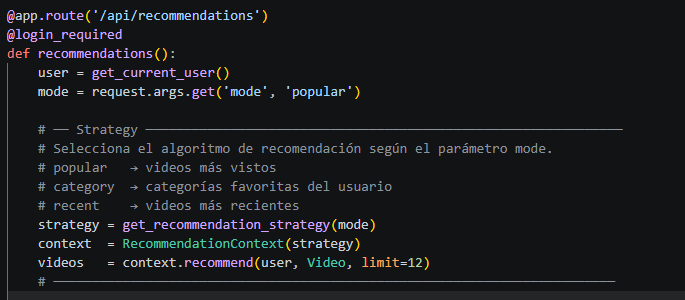 @app.route('/api/recommendations')
@login_required
def recommendations():
    user = get_current_user()
    mode = request.args.get('mode', 'popular')

    # ── Strategy ────────────────────────────────────────────────────────────
    # Selecciona el algoritmo de recomendación según el parámetro mode.
    # popular   → videos más vistos
    # category  → categorías favoritas del usuario
    # recent    → videos más recientes
    strategy = get_recommendation_strategy(mode)
    context  = RecommendationContext(strategy)
    videos   = context.recommend(user, Video, limit=12)
    # ───────────────────────────────────────────────────────────────────────